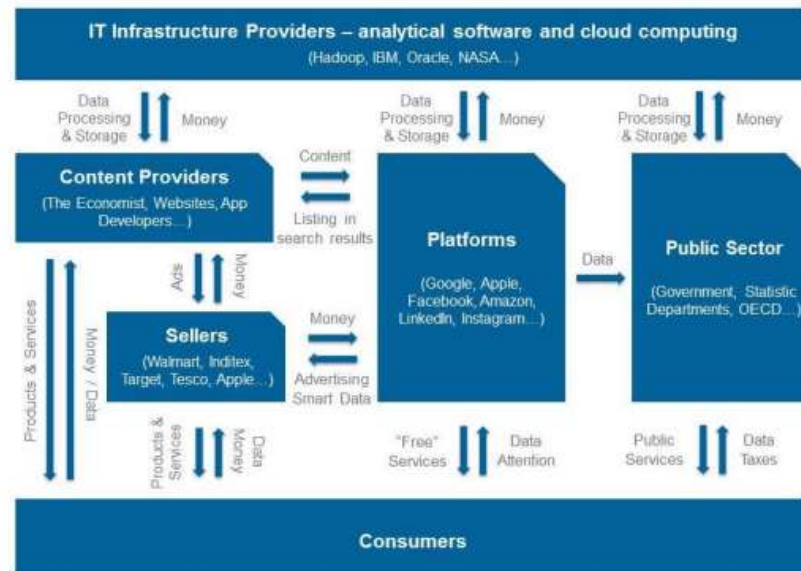 IT Infrastructure Providers – analytical software and cloud computing
(Hadoop, IBM, Oracle, NASA…)
Data
Processing
& Storage
Money
Data
Processing
& Storage
Money
Data
Processing
& Storage
Money
Content Providers
(The Economist, Websites, App
Developers…)
Content
Listing in
search results
Platforms
(Google, Apple,
Facebook, Amazon,
LinkedIn, Instagram…)
Data
Public Sector
(Government, Statistic
Departments, OECD…)
Ads
Money
Sellers
(Walmart, Inditex,
Target, Tesco, Apple…)
Money
Advertising
Smart Data
Products & Services
Money / Data
Products &
Services
Data
Money
"Free"
Services
Data
Attention
Public
Services
Data
Taxes
Consumers